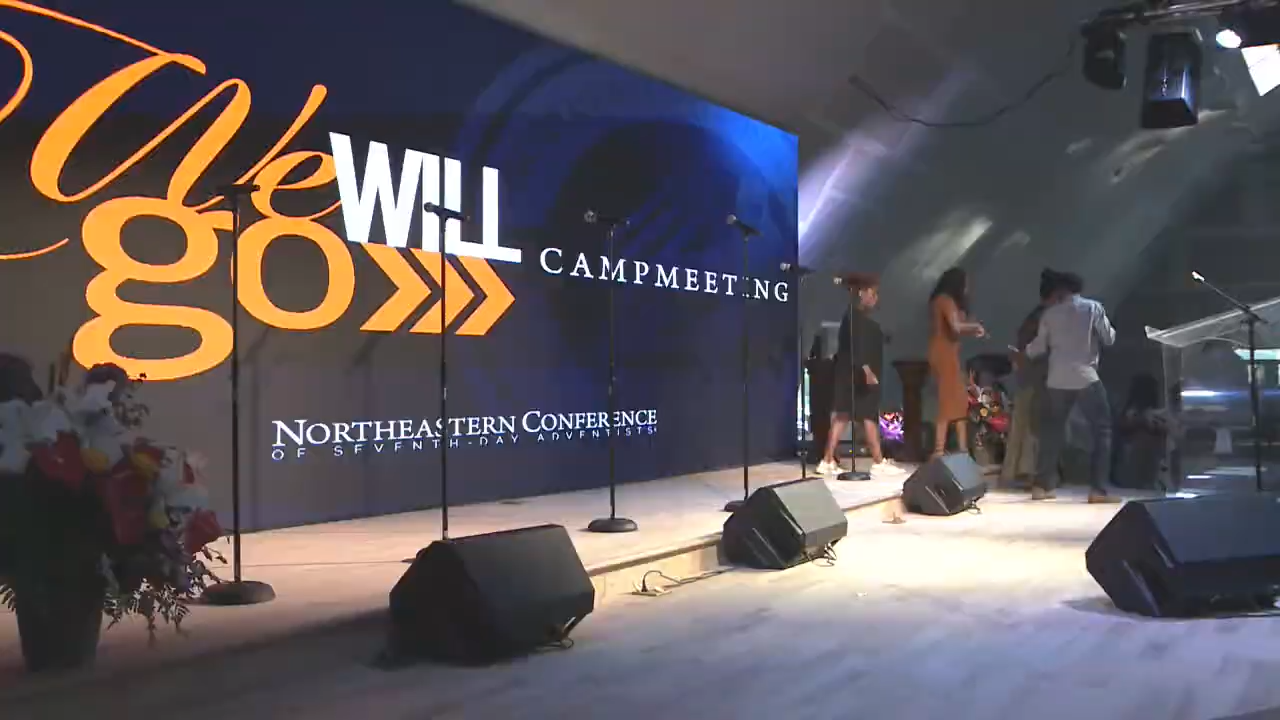 We WILL
go
CAMPMEETING
NORTHEASTERN CONFERENCE
OF SEVENTH-DAY ADVENTISTS